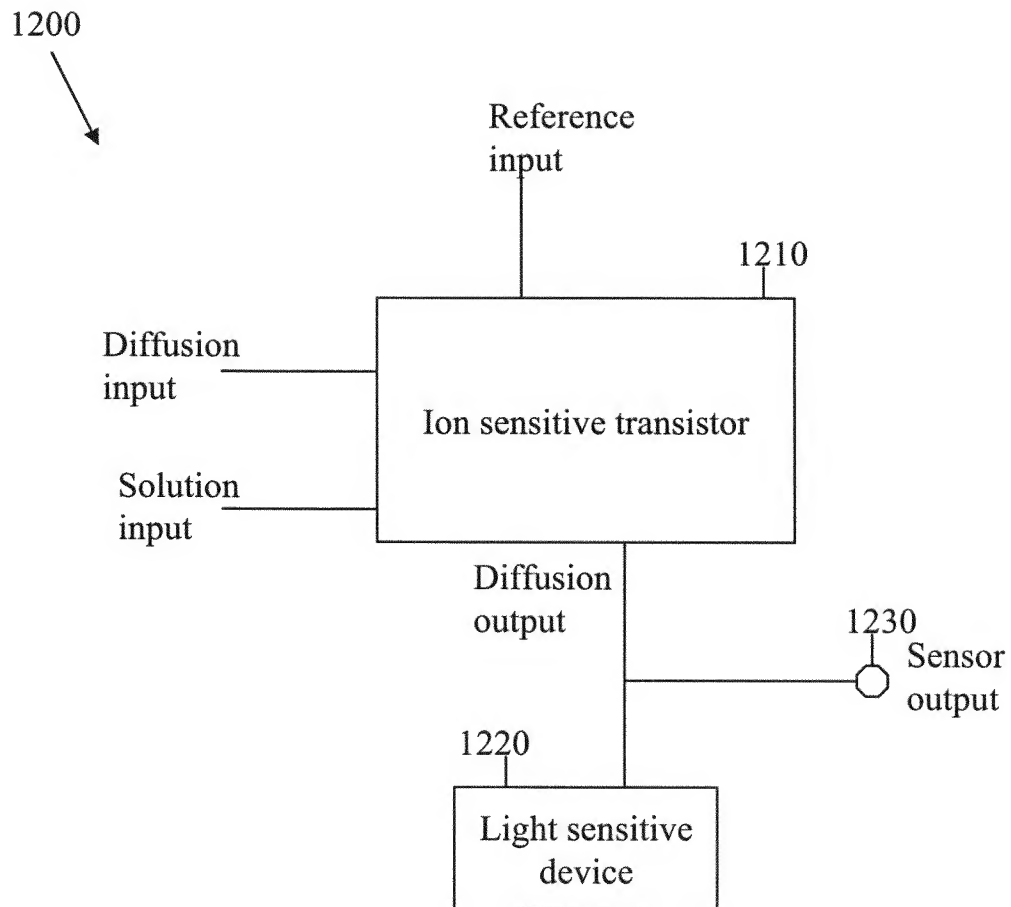 1200
Reference
input
1210
Diffusion
input
Ion sensitive transistor
Solution
input
Diffusion
output
1230
Sensor
output
1220
Light sensitive
device